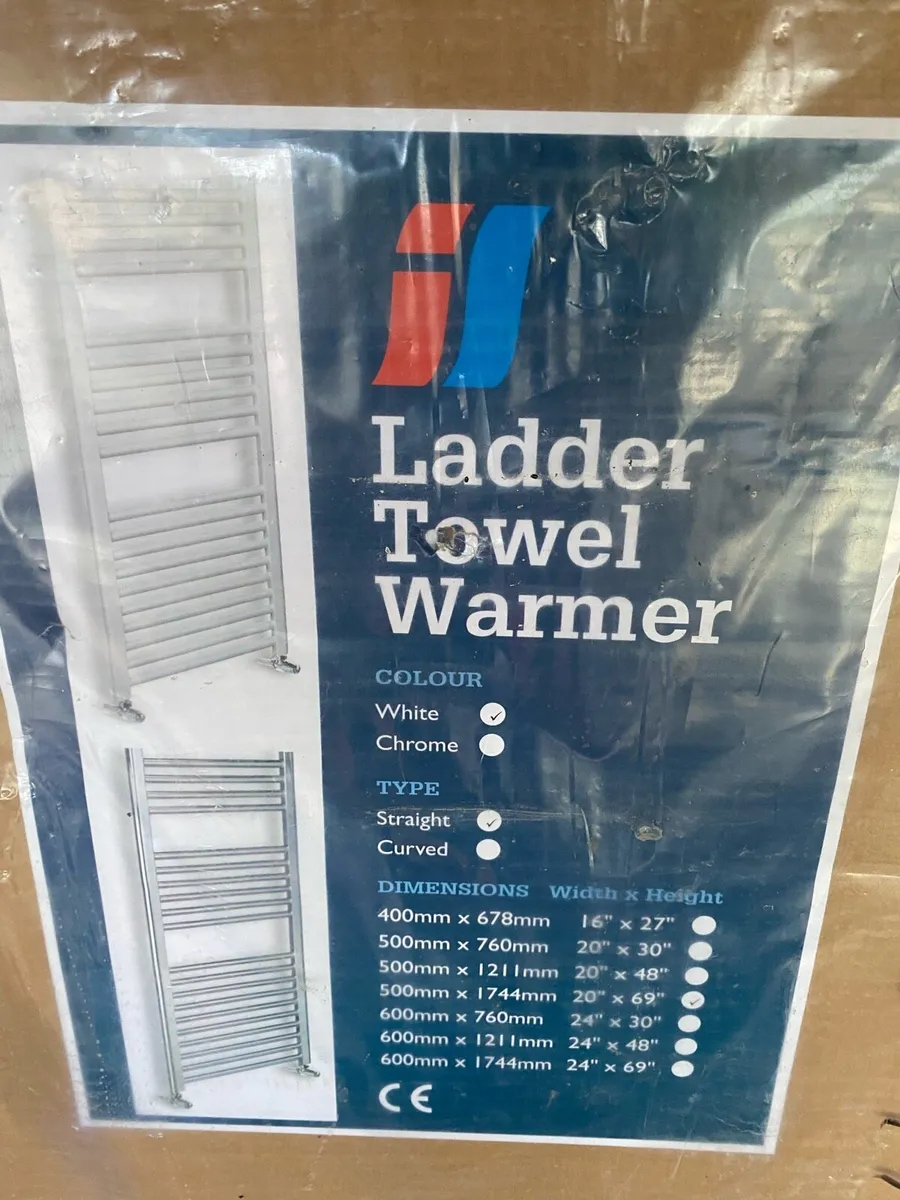 is
Ladder
Towel
Warmer
COLOUR
White ✓
Chrome
TYPE
Straight ✓
Curved
DIMENSIONS Width x Height
400mm x 678mm 16" x 27"
500mm x 760mm 20" x 30"
500mm x 1211mm 20" x 48"
500mm x 1744mm 20" x 69" ✓
600mm x 760mm 24" x 30"
600mm x 1211mm 24" x 48"
600mm x 1744mm 24" x 69"
CE